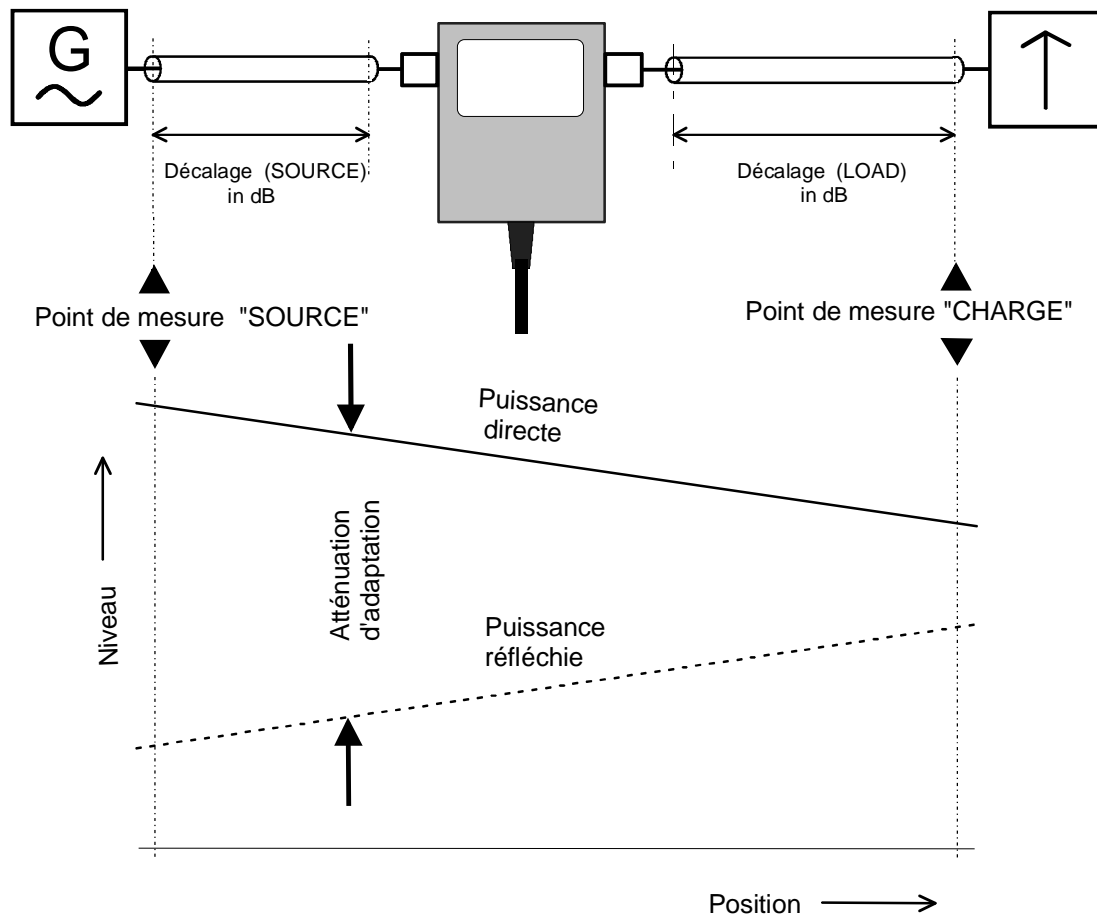 G
Décalage (SOURCE)
in dB
Décalage (LOAD)
in dB
Point de mesure "SOURCE"
Point de mesure "CHARGE"
Puissance
directe
Niveau
Atténuation
d'adaptation
Puissance
réfléchie
Position